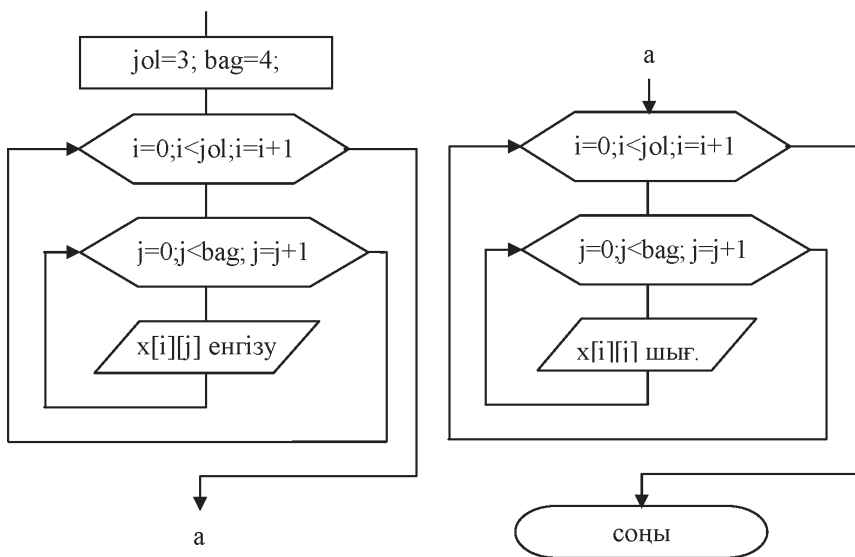 jol=3; bag=4;
i=0;i<jol;i=i+1
j=0;j<bag; j=j+1
x[i][j] енгізу
a
a
i=0;i<jol;i=i+1
j=0;j<bag; j=j+1
x[i][j] шығ.
соңы